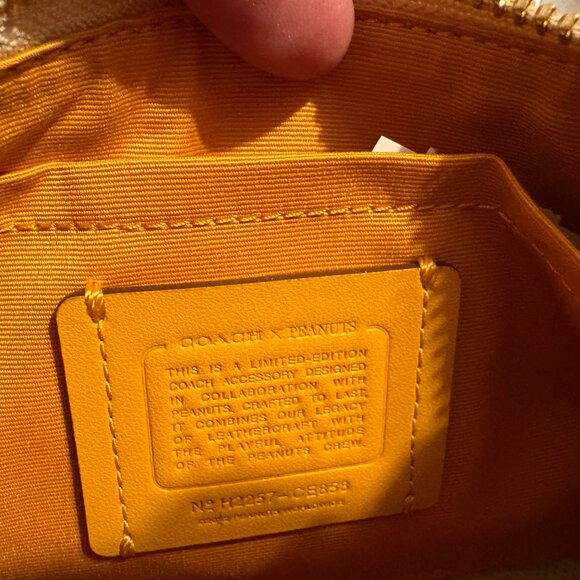 COACH X PEANUTS
THIS IS A LIMITED-EDITION
COACH ACCESSORY DESIGNED
IN COLLABORATION WITH
PEANUTS. CRAFTED TO LAST,
IT COMBINES OUR LEGACY
OF LEATHERCRAFT WITH
THE PLAYFUL ATTITUDE
OF THE PEANUTS CREW.
Nº H2257-CE858